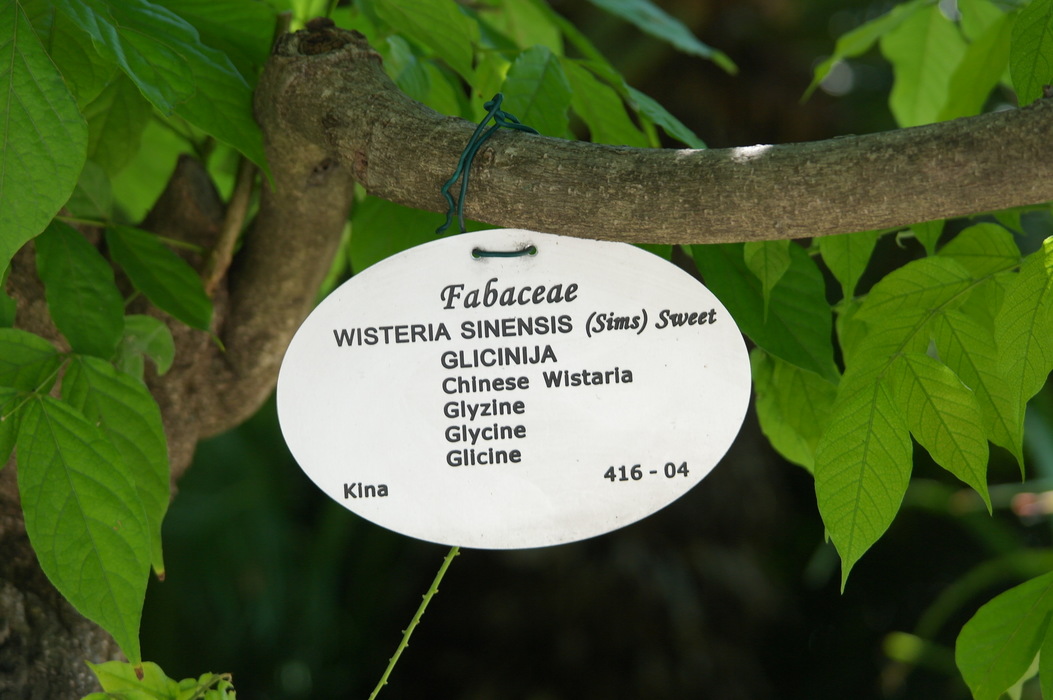 Fabaceae
WISTERIA SINENSIS (Sims) Sweet
GLICINIJA
Chinese Wistaria
Glyzine
Glycine
Glicine
Kina 416 - 04